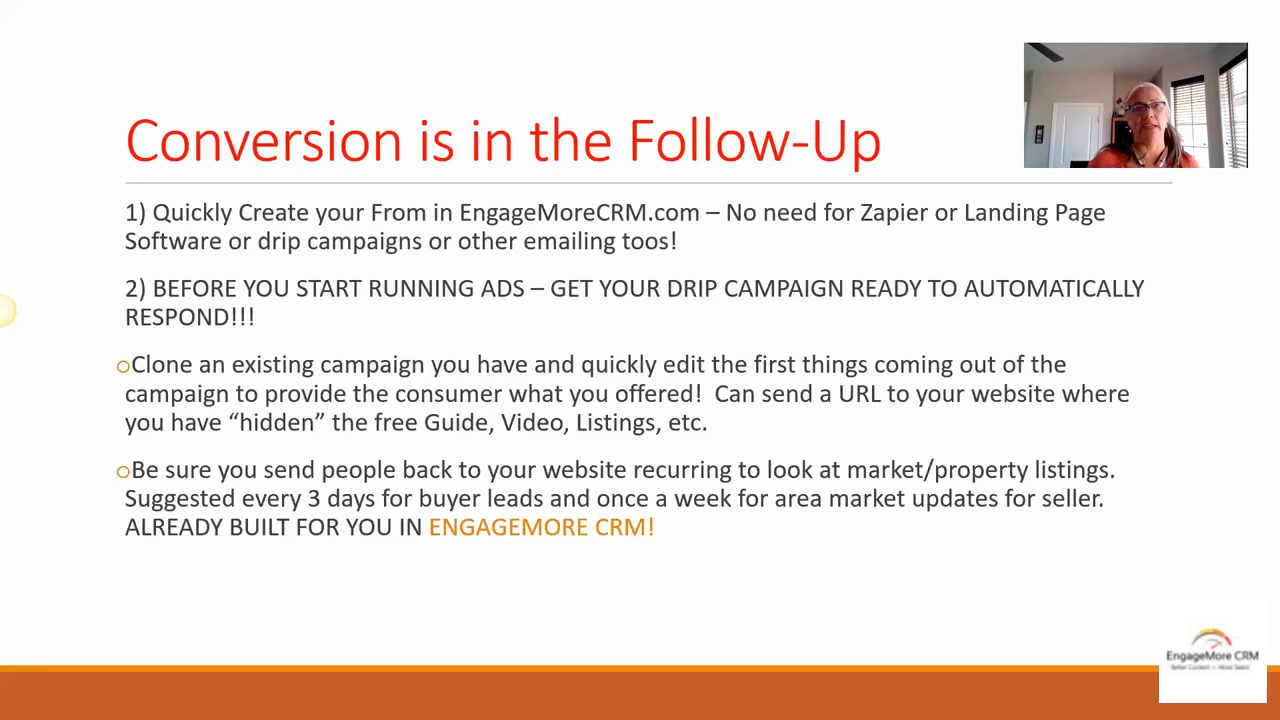 Conversion is in the Follow-Up
1) Quickly Create your From in EngageMoreCRM.com – No need for Zapier or Landing Page
Software or drip campaigns or other emailing toos!
2) BEFORE YOU START RUNNING ADS – GET YOUR DRIP CAMPAIGN READY TO AUTOMATICALLY
RESPOND!!!
oClone an existing campaign you have and quickly edit the first things coming out of the
campaign to provide the consumer what you offered!  Can send a URL to your website where
you have “hidden” the free Guide, Video, Listings, etc.
oBe sure you send people back to your website recurring to look at market/property listings.
Suggested every 3 days for buyer leads and once a week for area market updates for seller.
ALREADY BUILT FOR YOU IN ENGAGEMORE CRM!
EngageMore CRM
Better Content — More Sales!